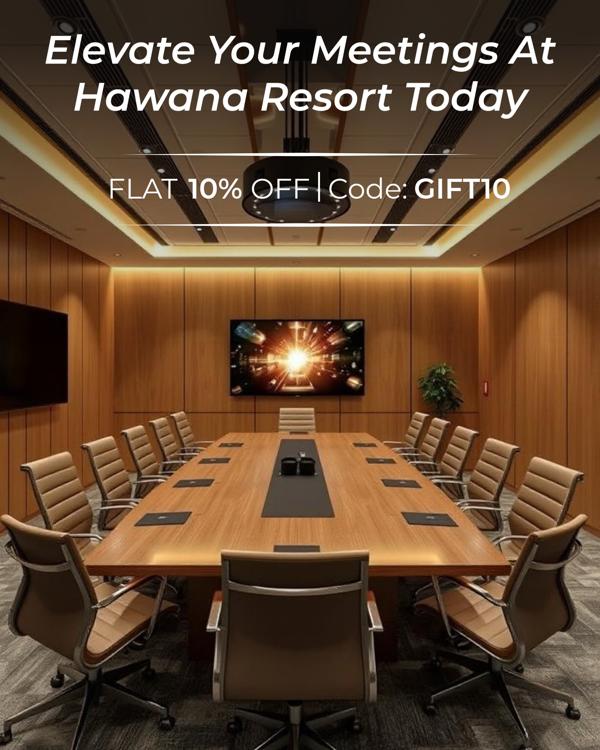 Elevate Your Meetings At
Hawana Resort Today
FLAT 10% OFF | Code: GIFT10